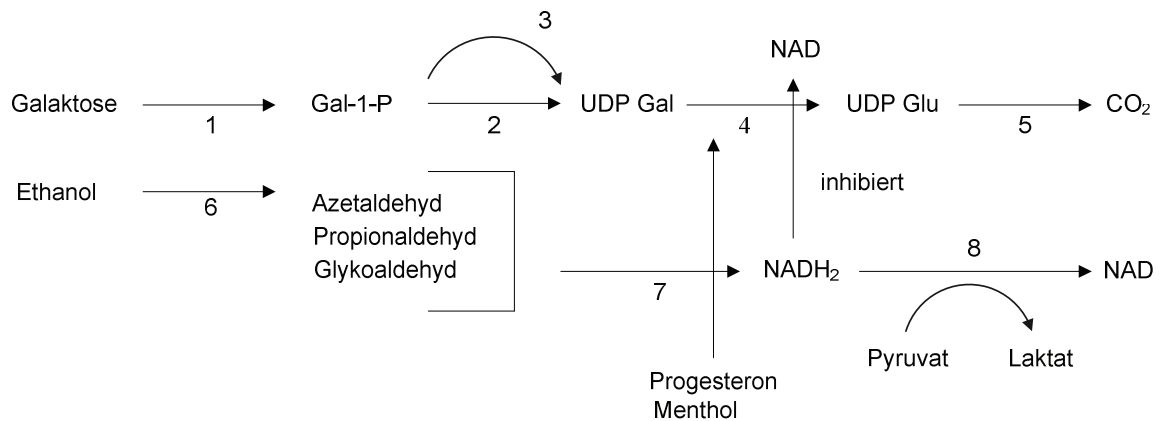 3
NAD
Galaktose
Gal-1-P
UDP Gal
UDP Glu
CO₂
1
2
4
5
Ethanol
6
Azetaldehyd
Propionaldehyd
Glykoaldehyd
inhibiert
7
NADH₂
8
NAD
Pyruvat
Laktat
Progesteron
Menthol